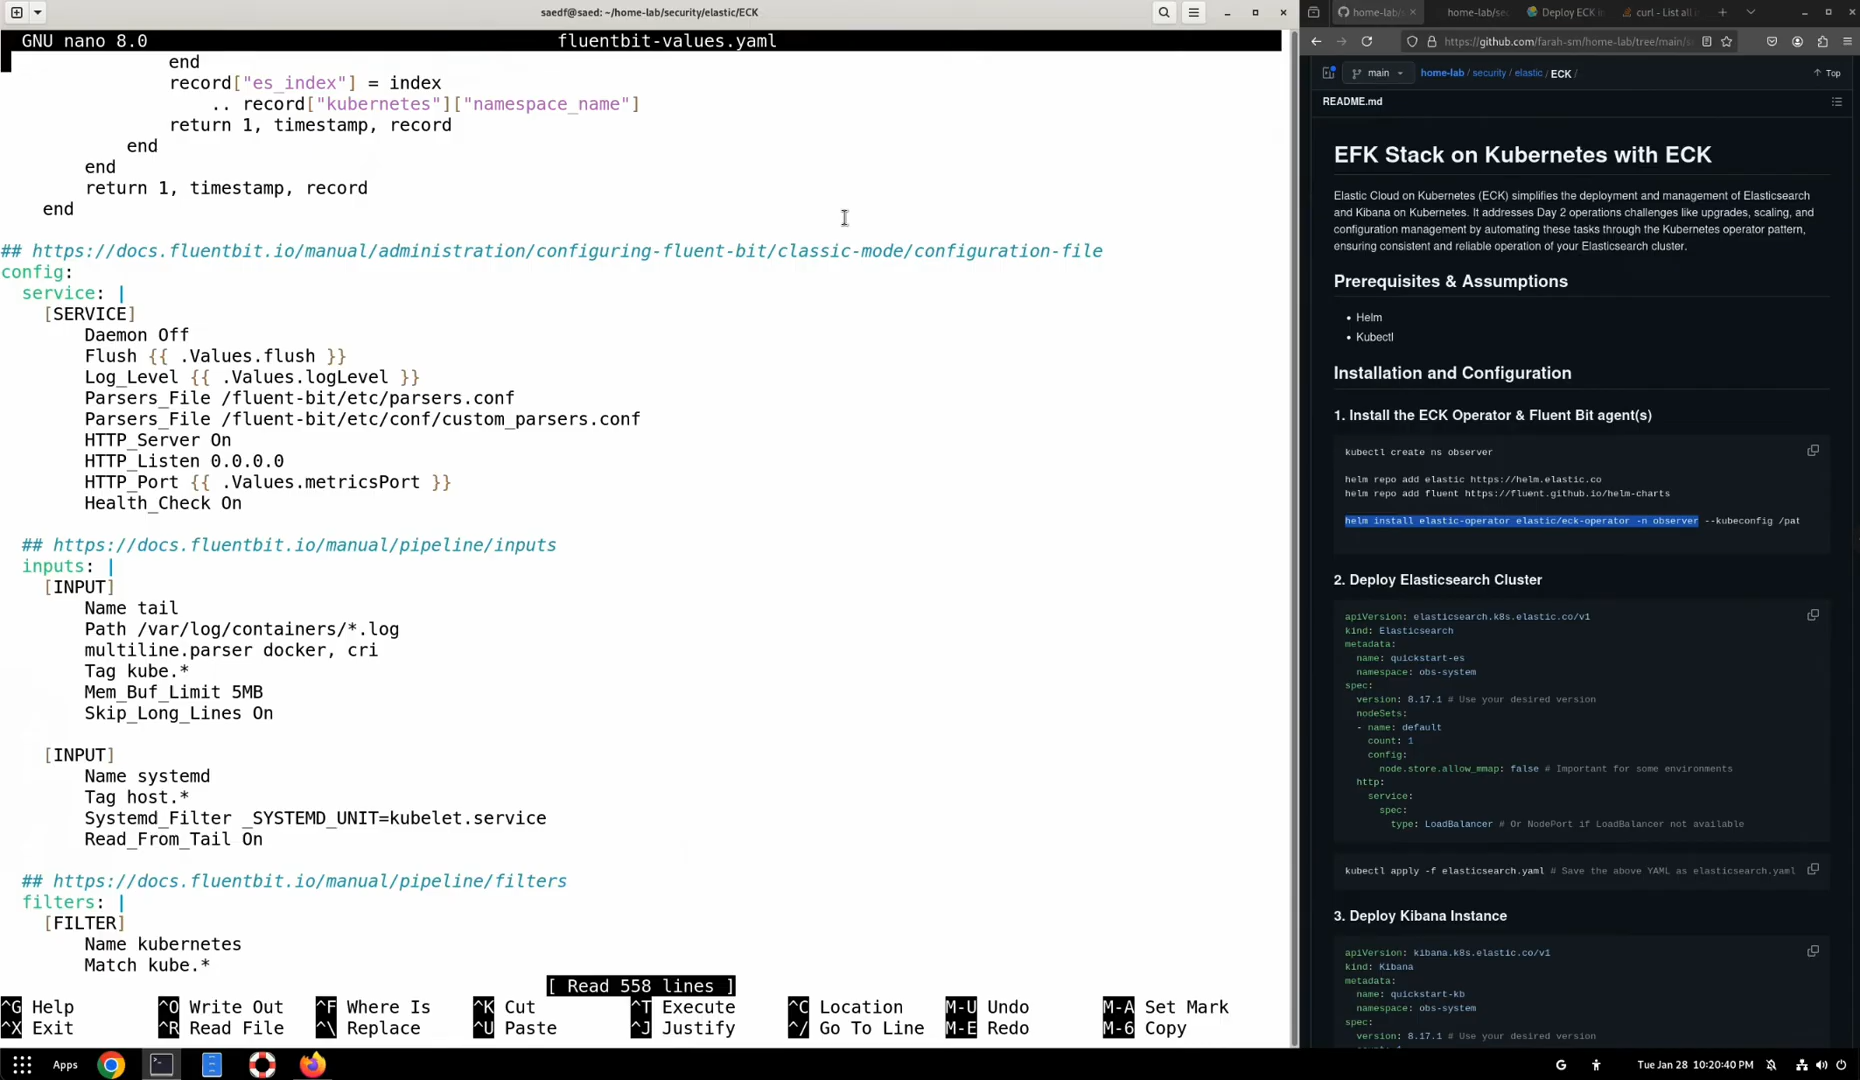 saedf@saed: ~/home-lab/security/elastic/ECK
GNU nano 8.0
fluentbit-values.yaml
end
record["es_index"] = index
.. record["kubernetes"]["namespace_name"]
return 1, timestamp, record
end
end
return 1, timestamp, record
end
## https://docs.fluentbit.io/manual/administration/configuring-fluent-bit/classic-mode/configuration-file
config:
service: |
[SERVICE]
Daemon Off
Flush {{ .Values.flush }}
Log_Level {{ .Values.logLevel }}
Parsers_File /fluent-bit/etc/parsers.conf
Parsers_File /fluent-bit/etc/conf/custom_parsers.conf
HTTP_Server On
HTTP_Listen 0.0.0.0
HTTP_Port {{ .Values.metricsPort }}
Health_Check On
## https://docs.fluentbit.io/manual/pipeline/inputs
inputs: |
[INPUT]
Name tail
Path /var/log/containers/*.log
multiline.parser docker, cri
Tag kube.*
Mem_Buf_Limit 5MB
Skip_Long_Lines On
[INPUT]
Name systemd
Tag host.*
Systemd_Filter _SYSTEMD_UNIT=kubelet.service
Read_From_Tail On
## https://docs.fluentbit.io/manual/pipeline/filters
filters: |
[FILTER]
Name kubernetes
Match kube.*
[ Read 558 lines ]
^G Help ^O Write Out ^F Where Is ^K Cut ^T Execute ^C Location M-U Undo M-A Set Mark
^X Exit ^R Read File ^\ Replace ^U Paste ^J Justify ^/ Go To Line M-E Redo M-6 Copy
home-lab/
home-lab/sec
Deploy ECK i
curl - List all i
https://github.com/farah-sm/home-lab/tree/main/
main
home-lab / security / elastic / ECK /
Top
README.md
EFK Stack on Kubernetes with ECK
Elastic Cloud on Kubernetes (ECK) simplifies the deployment and management of Elasticsearch
and Kibana on Kubernetes. It addresses Day 2 operations challenges like upgrades, scaling, and
configuration management by automating these tasks through the Kubernetes operator pattern,
ensuring consistent and reliable operation of your Elasticsearch cluster.
Prerequisites & Assumptions
• Helm
• Kubectl
Installation and Configuration
1. Install the ECK Operator & Fluent Bit agent(s)
kubectl create ns observer
helm repo add elastic https://helm.elastic.co
helm repo add fluent https://fluent.github.io/helm-charts
helm install elastic-operator elastic/eck-operator -n observer --kubeconfig /pat
2. Deploy Elasticsearch Cluster
apiVersion: elasticsearch.k8s.elastic.co/v1
kind: Elasticsearch
metadata:
name: quickstart-es
namespace: obs-system
spec:
version: 8.17.1 # Use your desired version
nodeSets:
- name: default
count: 1
config:
node.store.allow_mmap: false # Important for some environments
http:
service:
spec:
type: LoadBalancer # Or NodePort if LoadBalancer not available
kubectl apply -f elasticsearch.yaml # Save the above YAML as elasticsearch.yaml
3. Deploy Kibana Instance
apiVersion: kibana.k8s.elastic.co/v1
kind: Kibana
metadata:
name: quickstart-kb
namespace: obs-system
spec:
version: 8.17.1 # Use your desired version
Apps
Tue Jan 28 10:20:40 PM